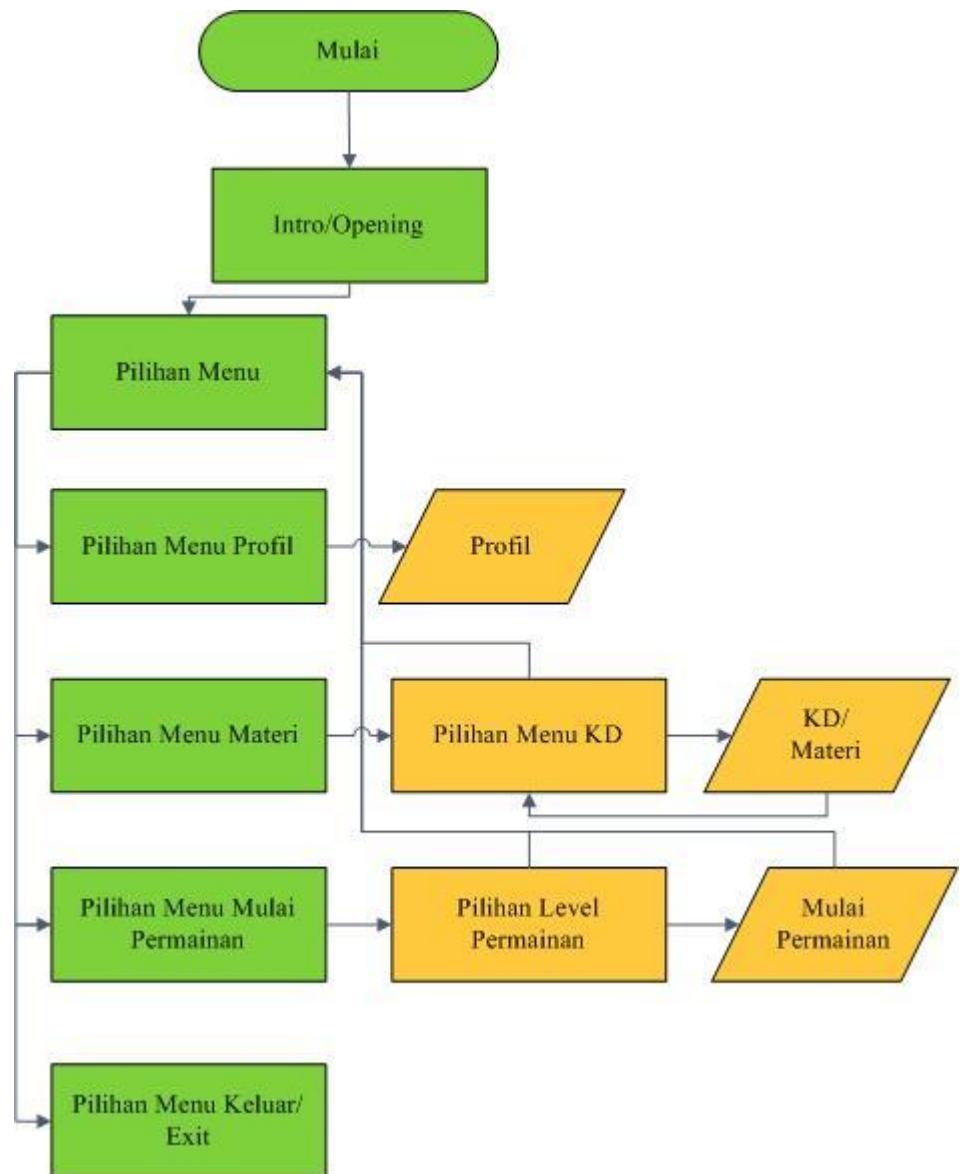 Mulai
Intro/Opening
Pilihan Menu
Pilihan Menu Profil
Profil
Pilihan Menu Materi
Pilihan Menu KD
KD/
Materi
Pilihan Menu Mulai
Permainan
Pilihan Level
Permainan
Mulai
Permainan
Pilihan Menu Keluar/
Exit